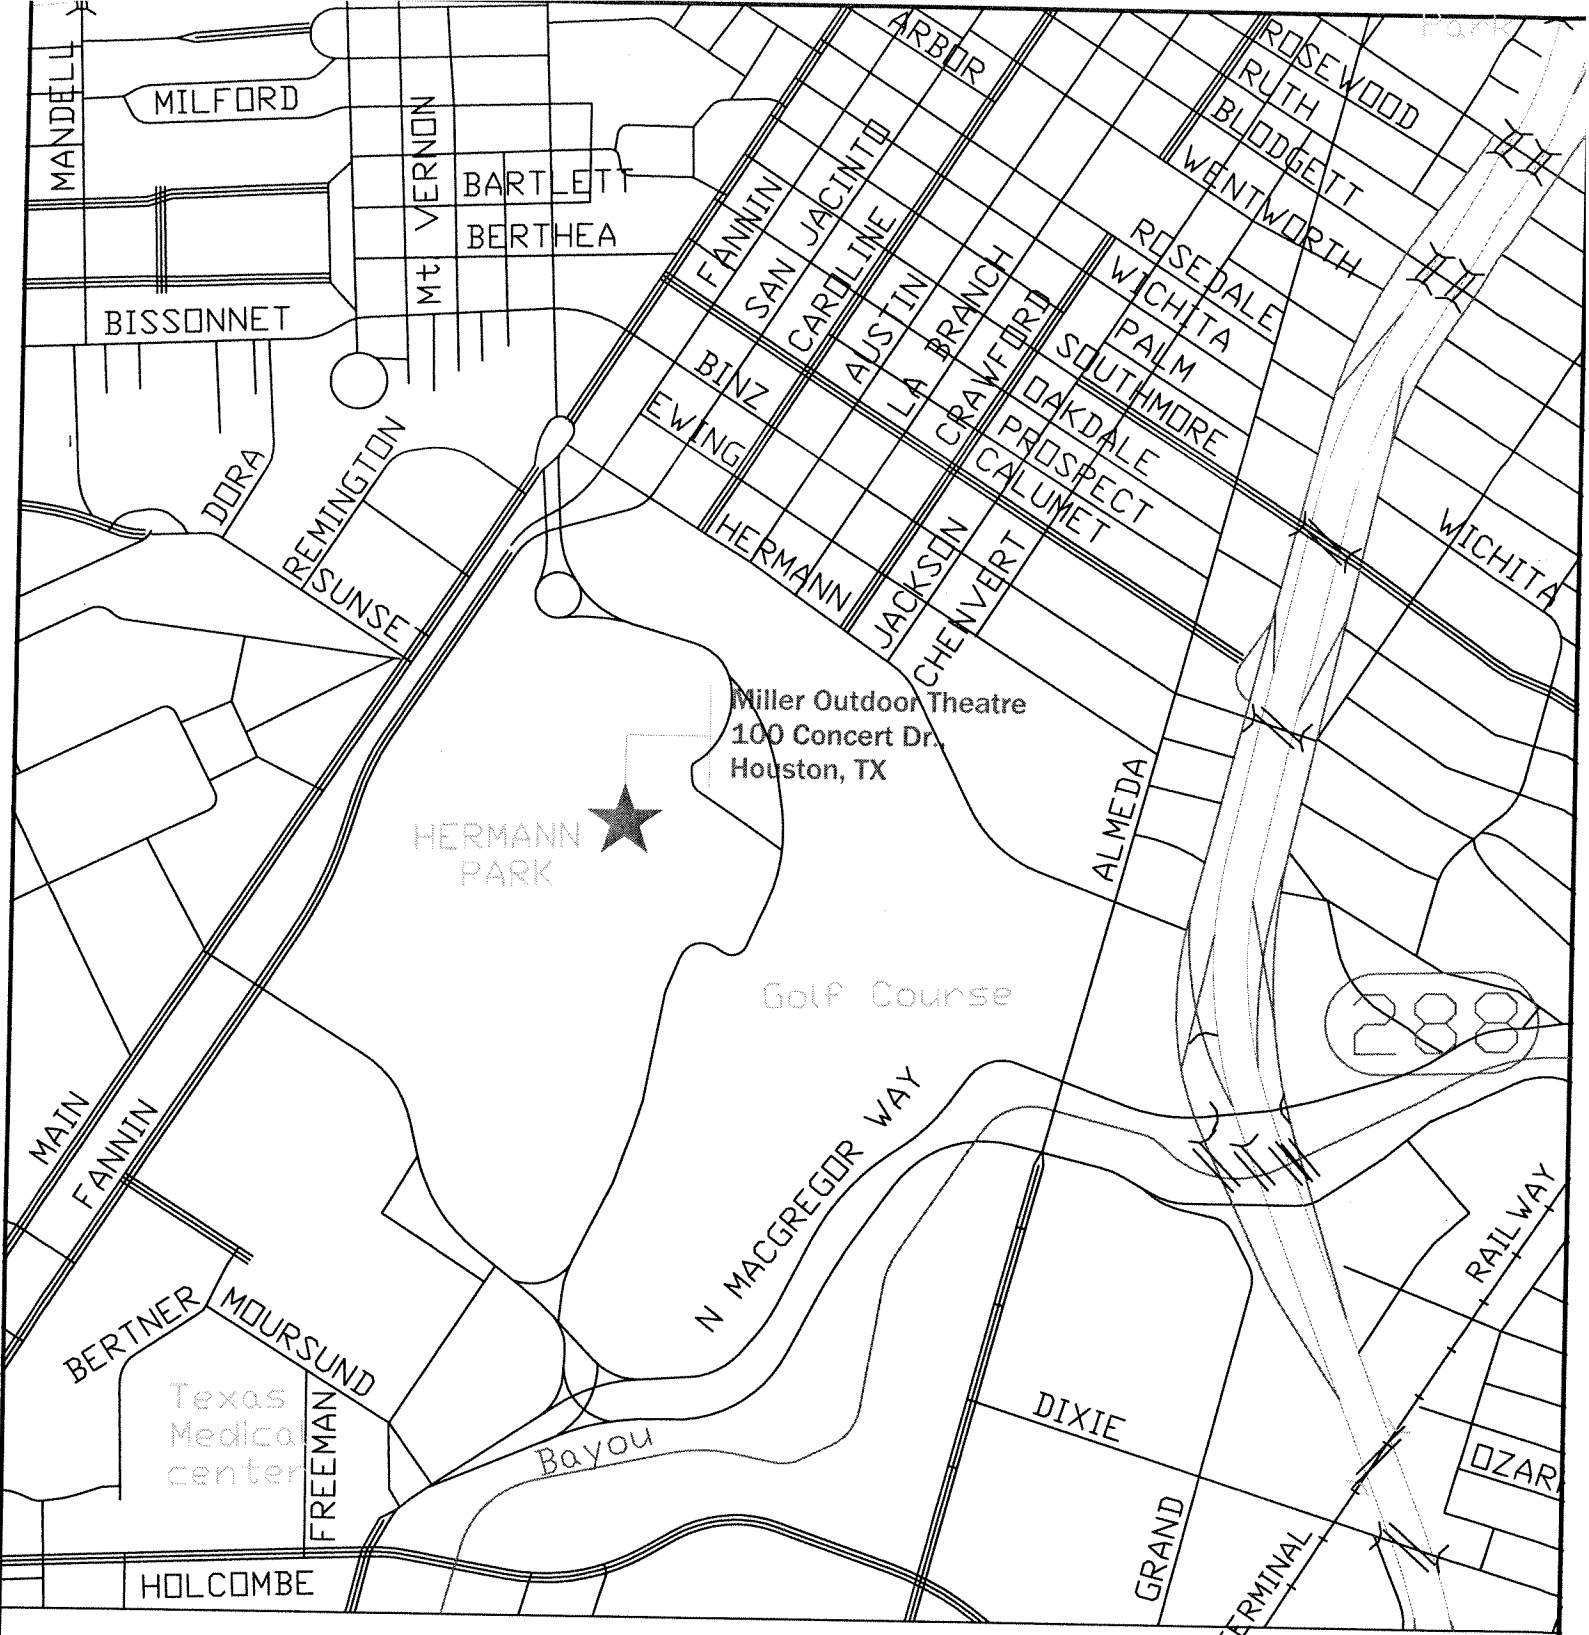 Park
MANDELL
MILFORD
Mt VERNON
BARTLETT
BERTHEA
BISSONNET
ARBOR
ROSEWOOD
RUTH
BLODGETT
WENTWORTH
FANNIN
SAN JACINTO
CAROLINE
AUSTIN
LA BRANCH
CRAWFORD
ROSEDALE
WICHITA
PALM
SOUTHMORE
OAKDALE
PROSPECT
CALUMET
BINZ
EWING
HERMANN
JACKSON
CHENVERT
WICHITA
DORA
REMINGTON
SUNSET
Miller Outdoor Theatre
100 Concert Dr.,
Houston, TX
HERMANN
PARK
ALMEDA
Golf Course
288
MAIN
FANNIN
N MACGREGOR WAY
RAILWAY
BERTNER
MOURSUND
Texas
Medical
center
FREEMAN
Bayou
DIXIE
OZAR
GRAND
ERMINAL
HOLCOMBE